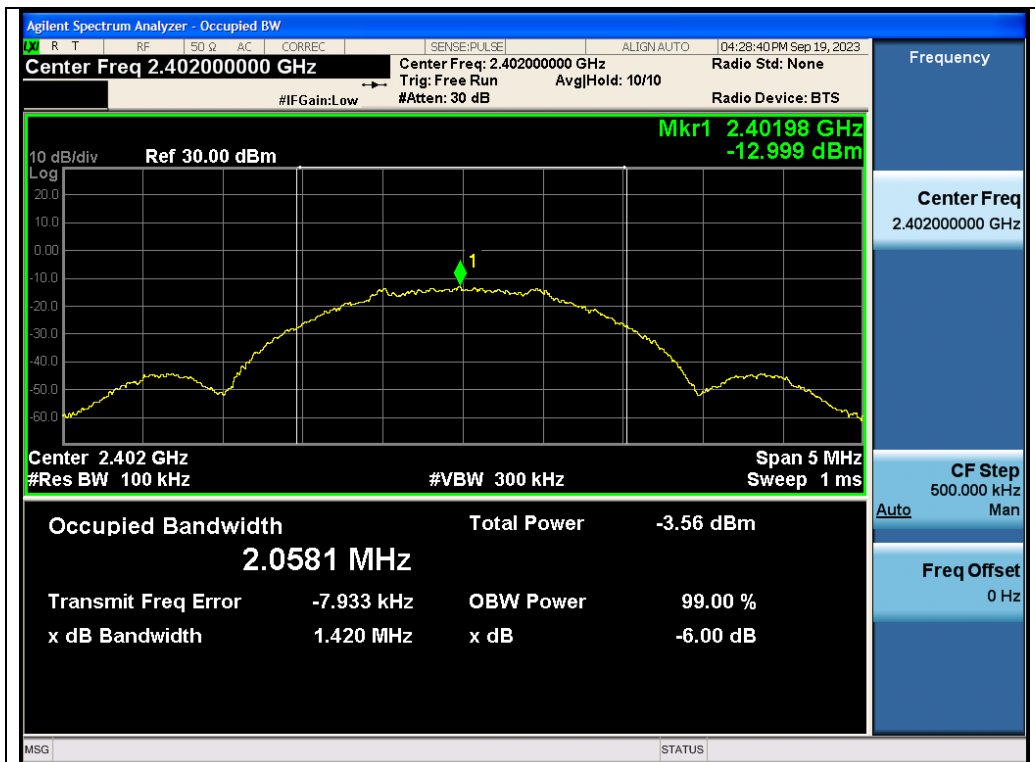 Agilent Spectrum Analyzer - Occupied BW
LXI R T RF 50 Ω AC CORREC SENSE:PULSE ALIGN AUTO 04:28:40 PM Sep 19, 2023
Center Freq 2.402000000 GHz Center Freq: 2.402000000 GHz Radio Std: None
Trig: Free Run Avg|Hold: 10/10
#IFGain:Low #Atten: 30 dB Radio Device: BTS
Mkr1 2.40198 GHz
-12.999 dBm
10 dB/div Ref 30.00 dBm
Log
20.0
10.0
0.00
1
-10.0
-20.0
-30.0
-40.0
-50.0
-60.0
Center 2.402 GHz Span 5 MHz
#Res BW 100 kHz #VBW 300 kHz Sweep 1 ms
Occupied Bandwidth Total Power -3.56 dBm
2.0581 MHz
Transmit Freq Error -7.933 kHz OBW Power 99.00 %
x dB Bandwidth 1.420 MHz x dB -6.00 dB
Frequency
Center Freq
2.402000000 GHz
CF Step
500.000 kHz
Auto Man
Freq Offset
0 Hz
MSG STATUS